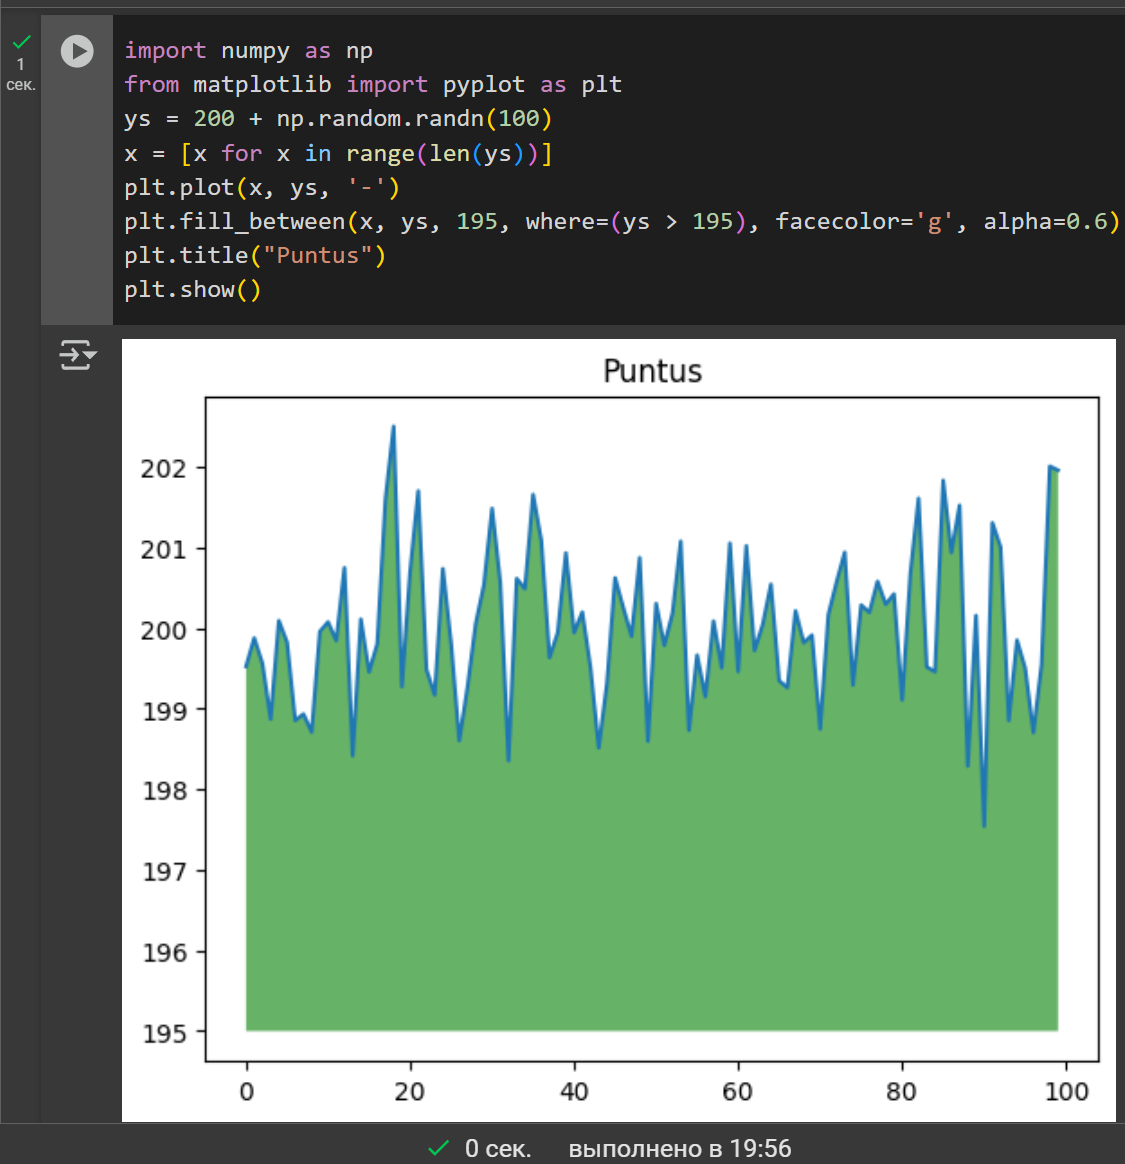 1
сек.
import numpy as np
from matplotlib import pyplot as plt
ys = 200 + np.random.randn(100)
x = [x for x in range(len(ys))]
plt.plot(x, ys, '-')
plt.fill_between(x, ys, 195, where=(ys > 195), facecolor='g', alpha=0.6)
plt.title("Puntus")
plt.show()
Puntus
202
201
200
199
198
197
196
195
0 20 40 60 80 100
0 сек. выполнено в 19:56